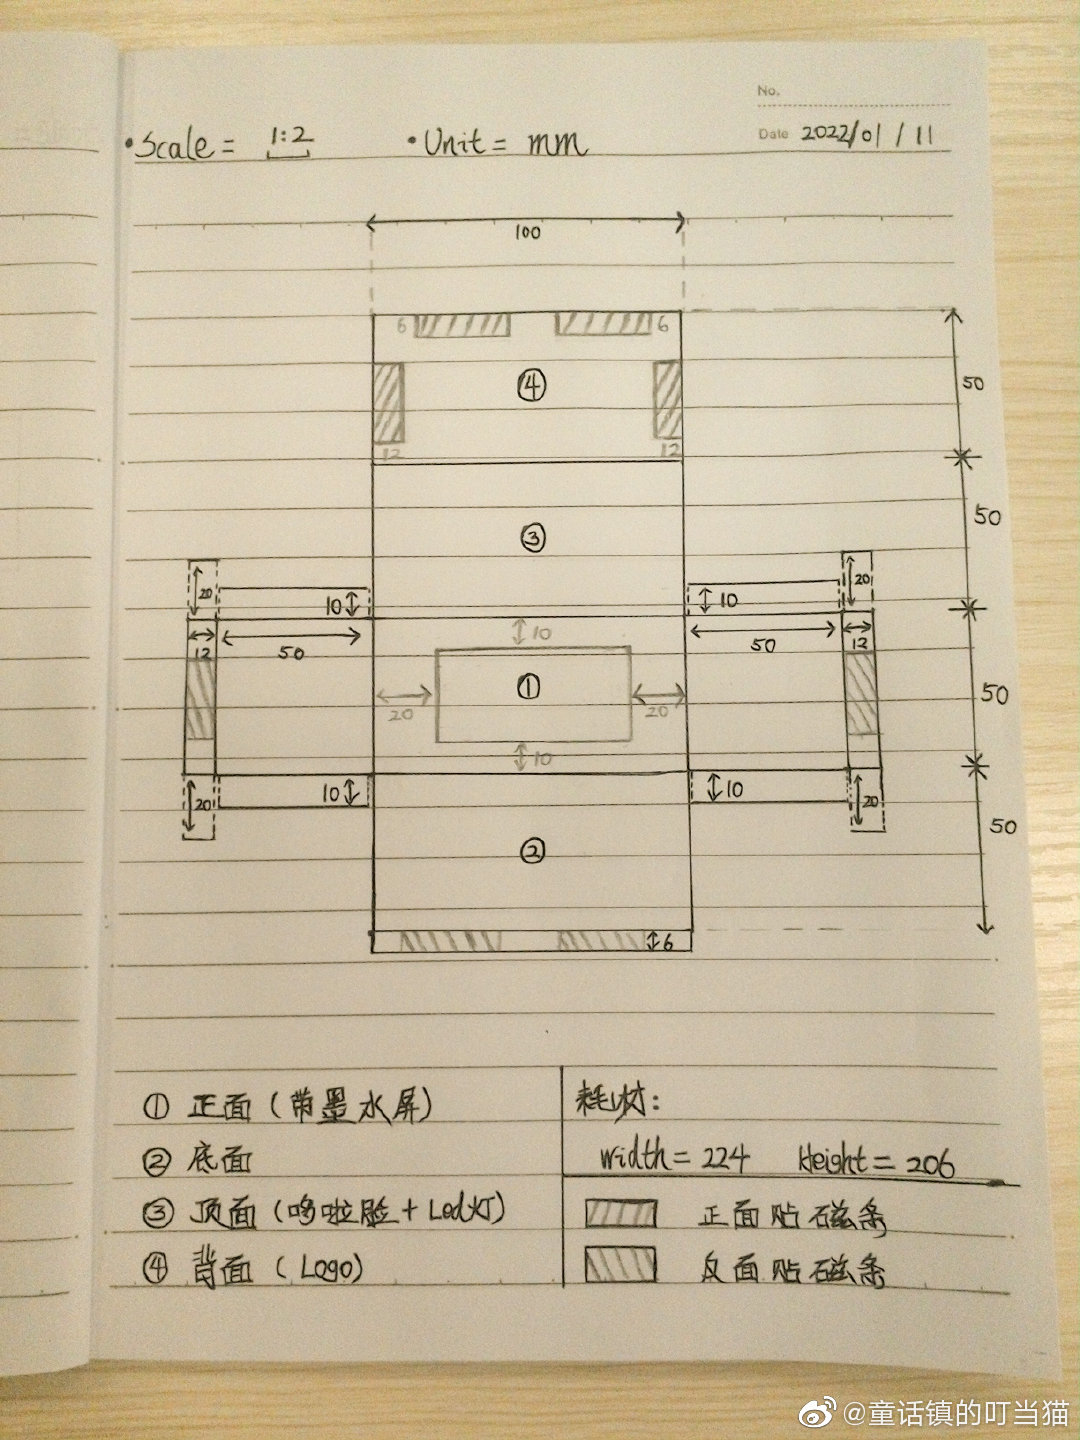 No.
•Scale = 1:2 •Unit = mm Date 2022/01/11
100
6 6
④ 50
12 12
③ 50
20 20
10 10
10
12 50 50 12
① 50
20 20
10
20 10 10 20
② 50
6
① 正面(带墨水屏) 耗材:
② 底面 width = 224 Height = 206
③ 顶面(哆啦脸+Led灯) 正面贴磁条
④ 背面(Logo) 反面贴磁条
@童话镇的叮当猫